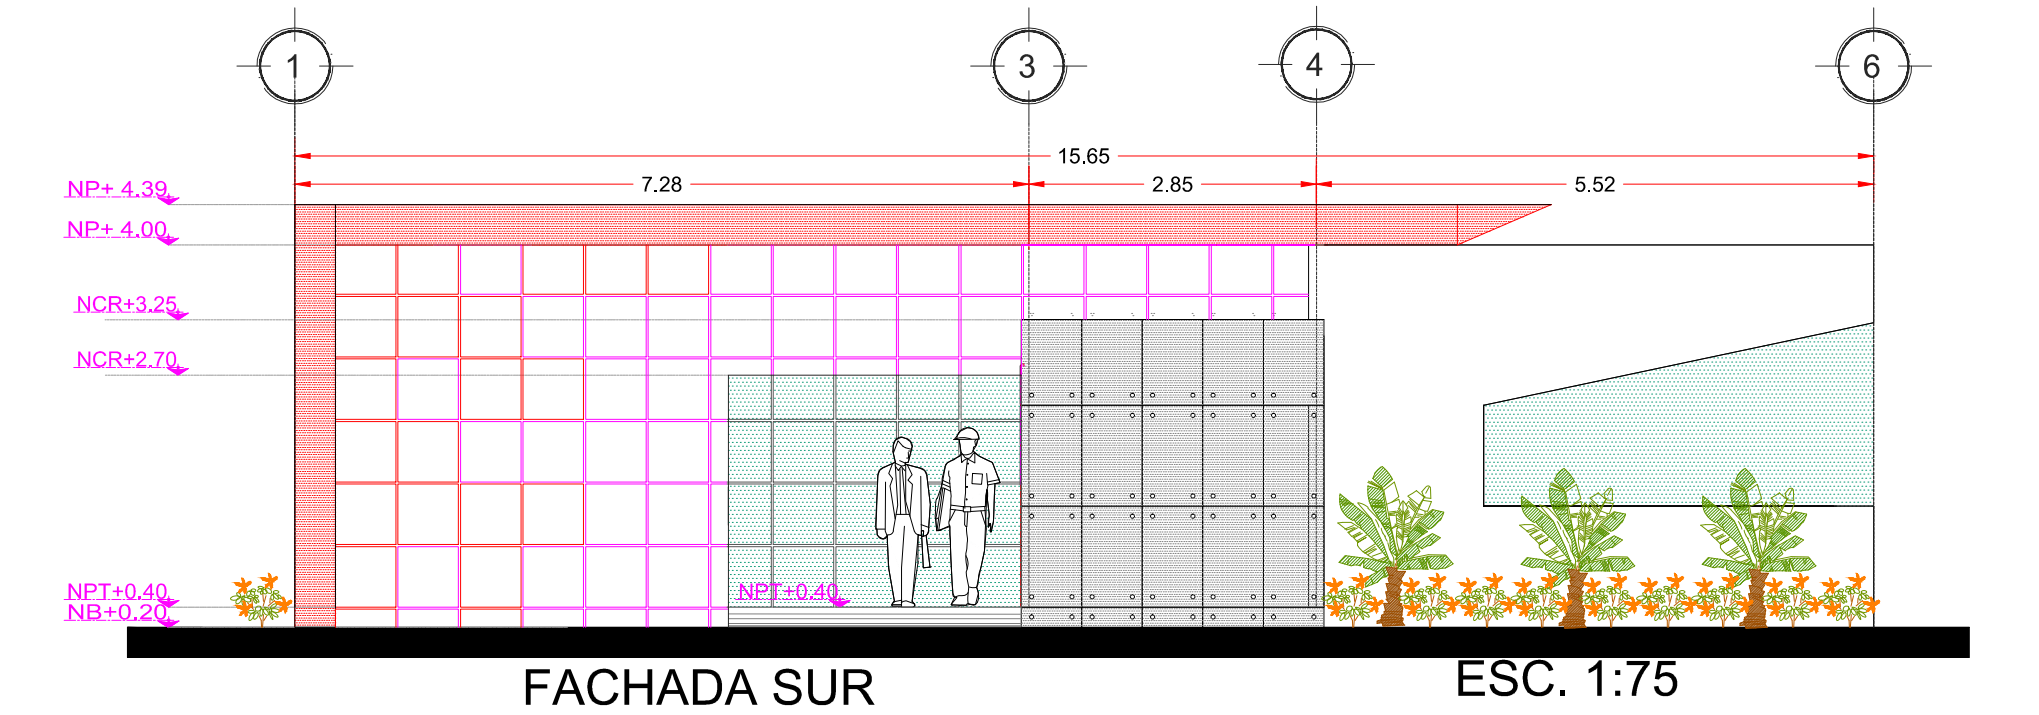 1 3 4 6
15.65
7.28 2.85 5.52
NP+ 4.39
NP+ 4.00
NCR+3.25
NCR+2.70
NPT+0.40 NPT+0.40
NB+0.20
FACHADA SUR ESC. 1:75